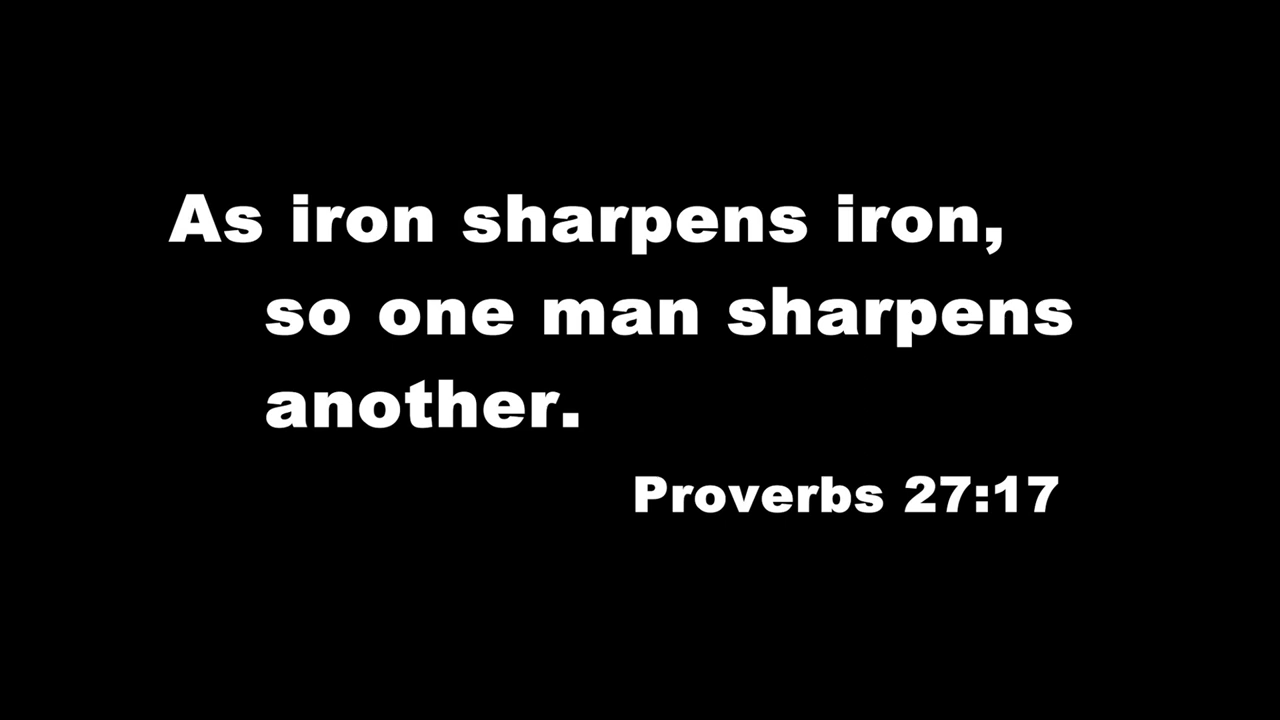 As iron sharpens iron,
so one man sharpens
another.
Proverbs 27:17